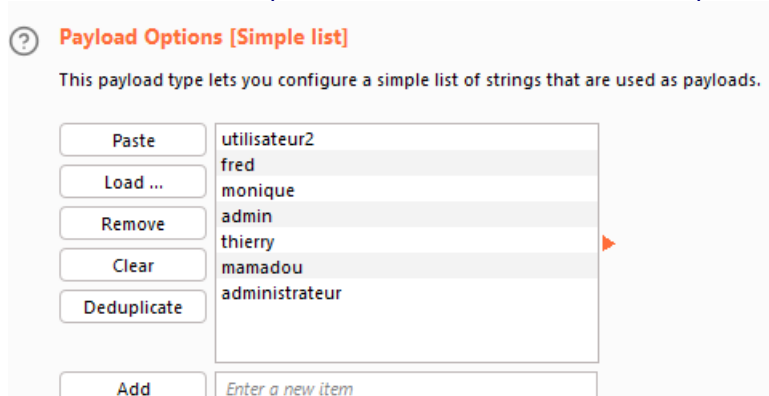 Payload Options [Simple list]
This payload type lets you configure a simple list of strings that are used as payloads.
Paste
Load ...
Remove
Clear
Deduplicate
utilisateur2
fred
monique
admin
thierry
mamadou
administrateur
Add
Enter a new item